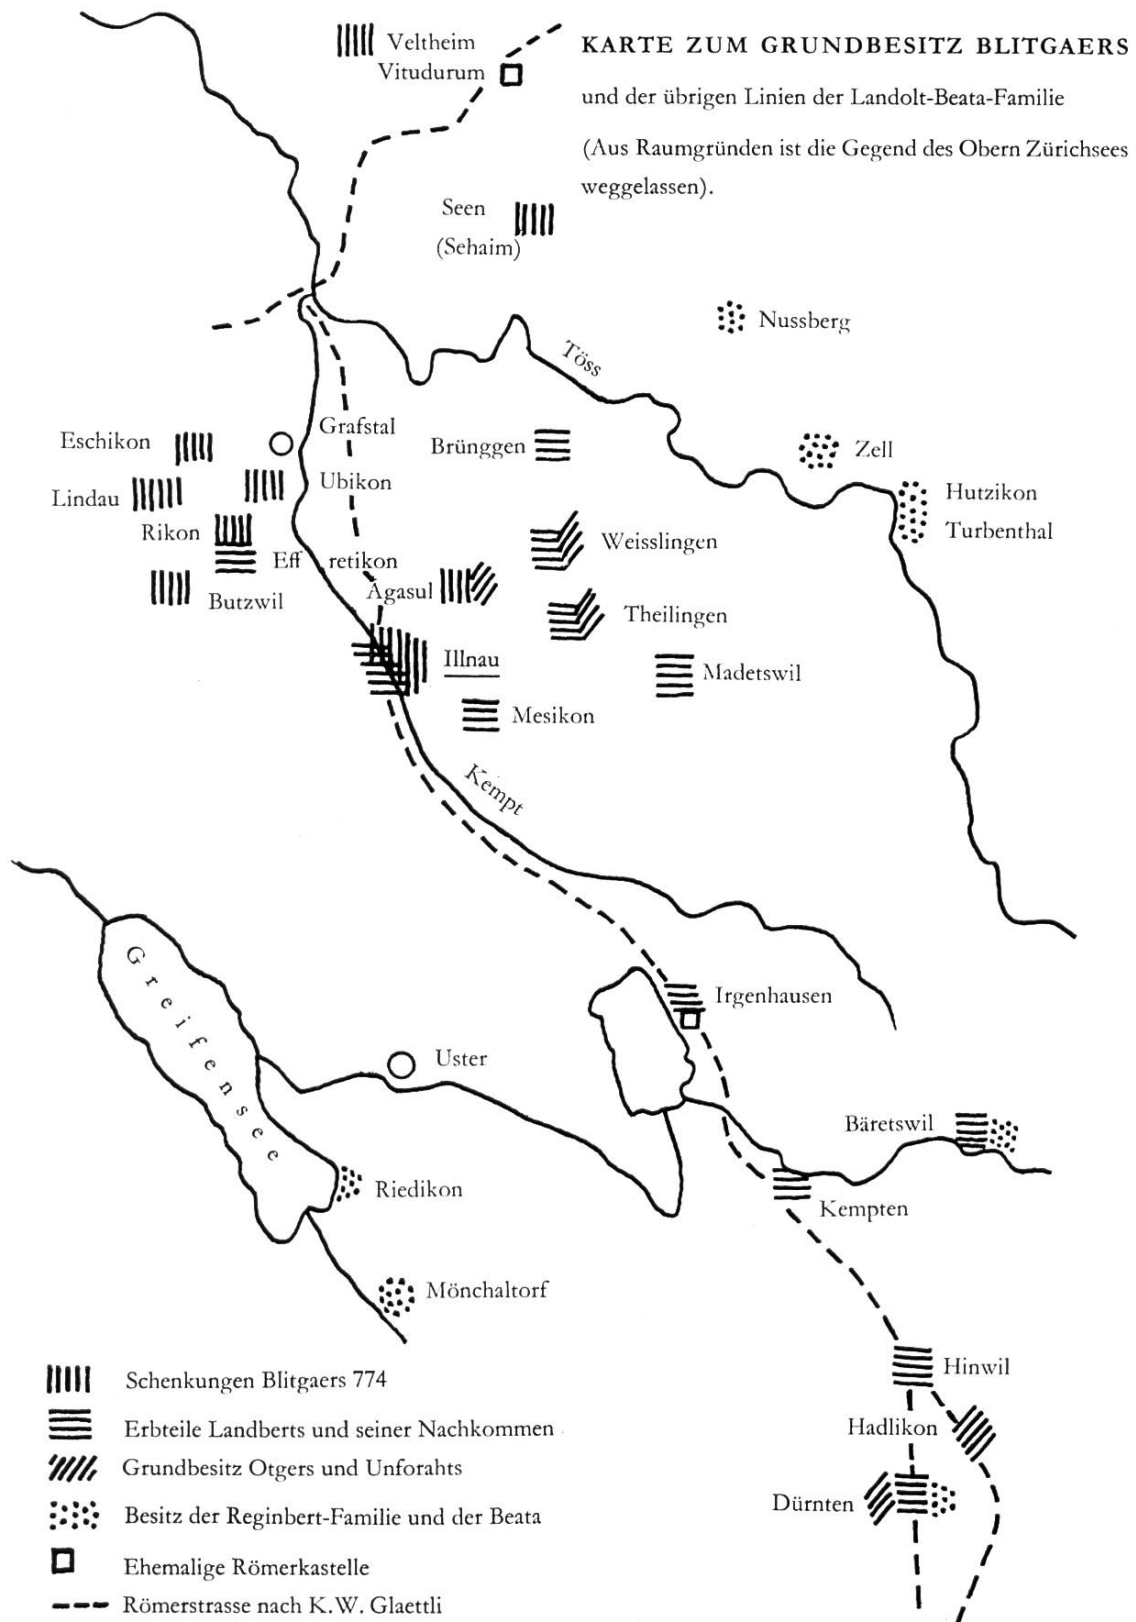 KARTE ZUM GRUNDBESITZ BLITGAERS
und der übrigen Linien der Landolt-Beata-Familie
(Aus Raumgründen ist die Gegend des Obern Zürichsees
weggelassen).
Veltheim
Vitudurum
Seen
(Sehaim)
Nussberg
Töss
Grafstal
Eschikon
Brünggen
Zell
Lindau
Ubikon
Hutzikon
Turbenthal
Rikon
Weisslingen
Eff retikon
Agasul
Butzwil
Theilingen
Illnau
Madetswil
Mesikon
Kempt
Greifensee
Irgenhausen
Uster
Bäretswil
Riedikon
Kempten
Mönchaltorf
Hinwil
Hadlikon
Dürnten
Schenkungen Blitgaers 774
Erbteile Landberts und seiner Nachkommen
Grundbesitz Otgers und Unforahts
Besitz der Reginbert-Familie und der Beata
Ehemalige Römerkastelle
Römerstrasse nach K.W. Glaettli